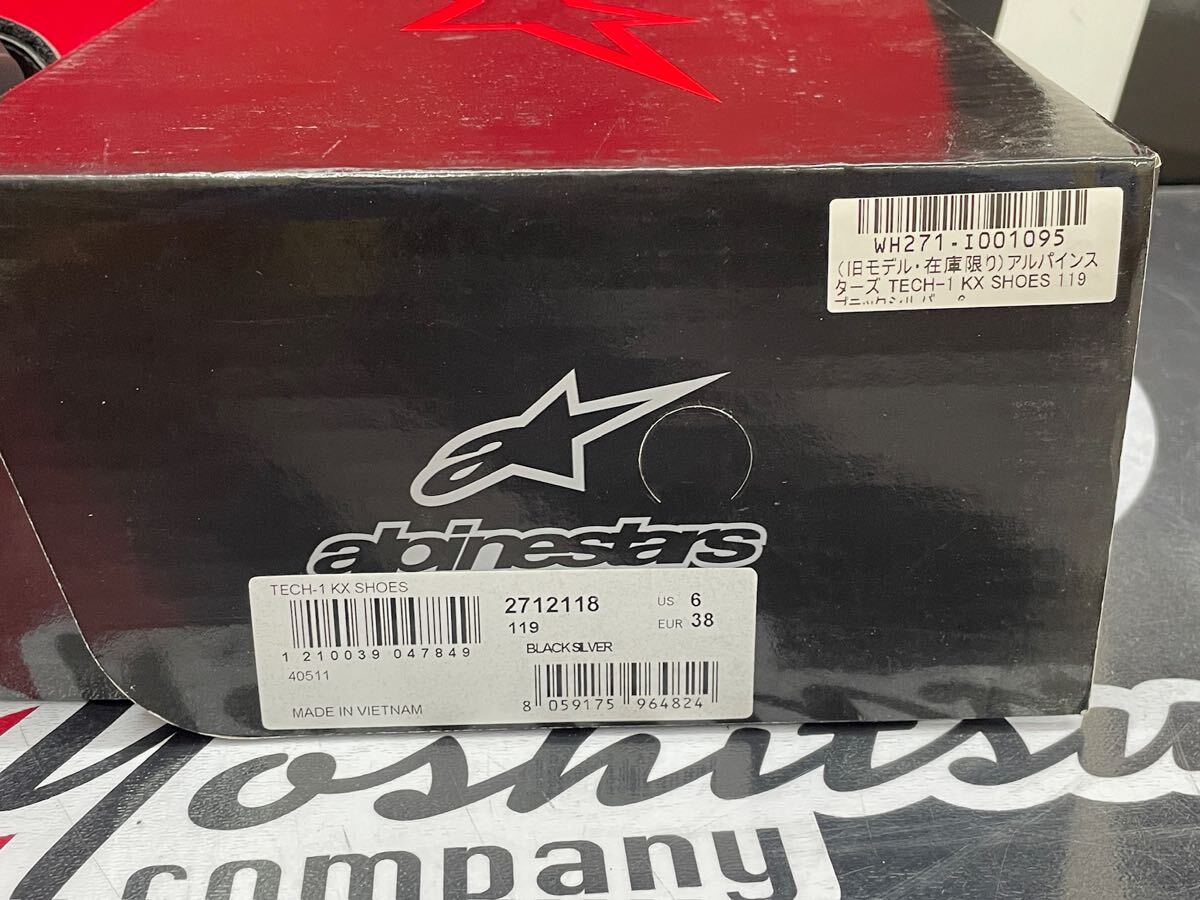 WH271-I001095
(旧モデル・在庫限り)アルパインス
ターズ TECH-1 KX SHOES 119
alpinestars
TECH-1 KX SHOES
1 210039 047849
40511
MADE IN VIETNAM
2712118
119
BLACK SILVER
US 6
EUR 38
8 059175 964824
company